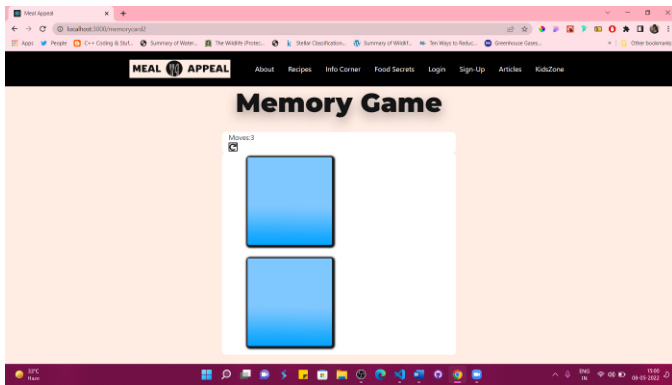 Meal Appeal
localhost:3000/memorycard2
Apps People C++ Coding & Stut... Summary of Water... The Wildlife (Protec... Stellar Classification... Summary of Wildlif... Ten Ways to Reduc... Greenhouse Gases... Other bookmarks
MEAL APPEAL About Recipes Info Corner Food Secrets Login Sign-Up Articles KidsZone
Memory Game
Moves:3
33°C
Haze
ENG
IN
15:00
09-05-2022